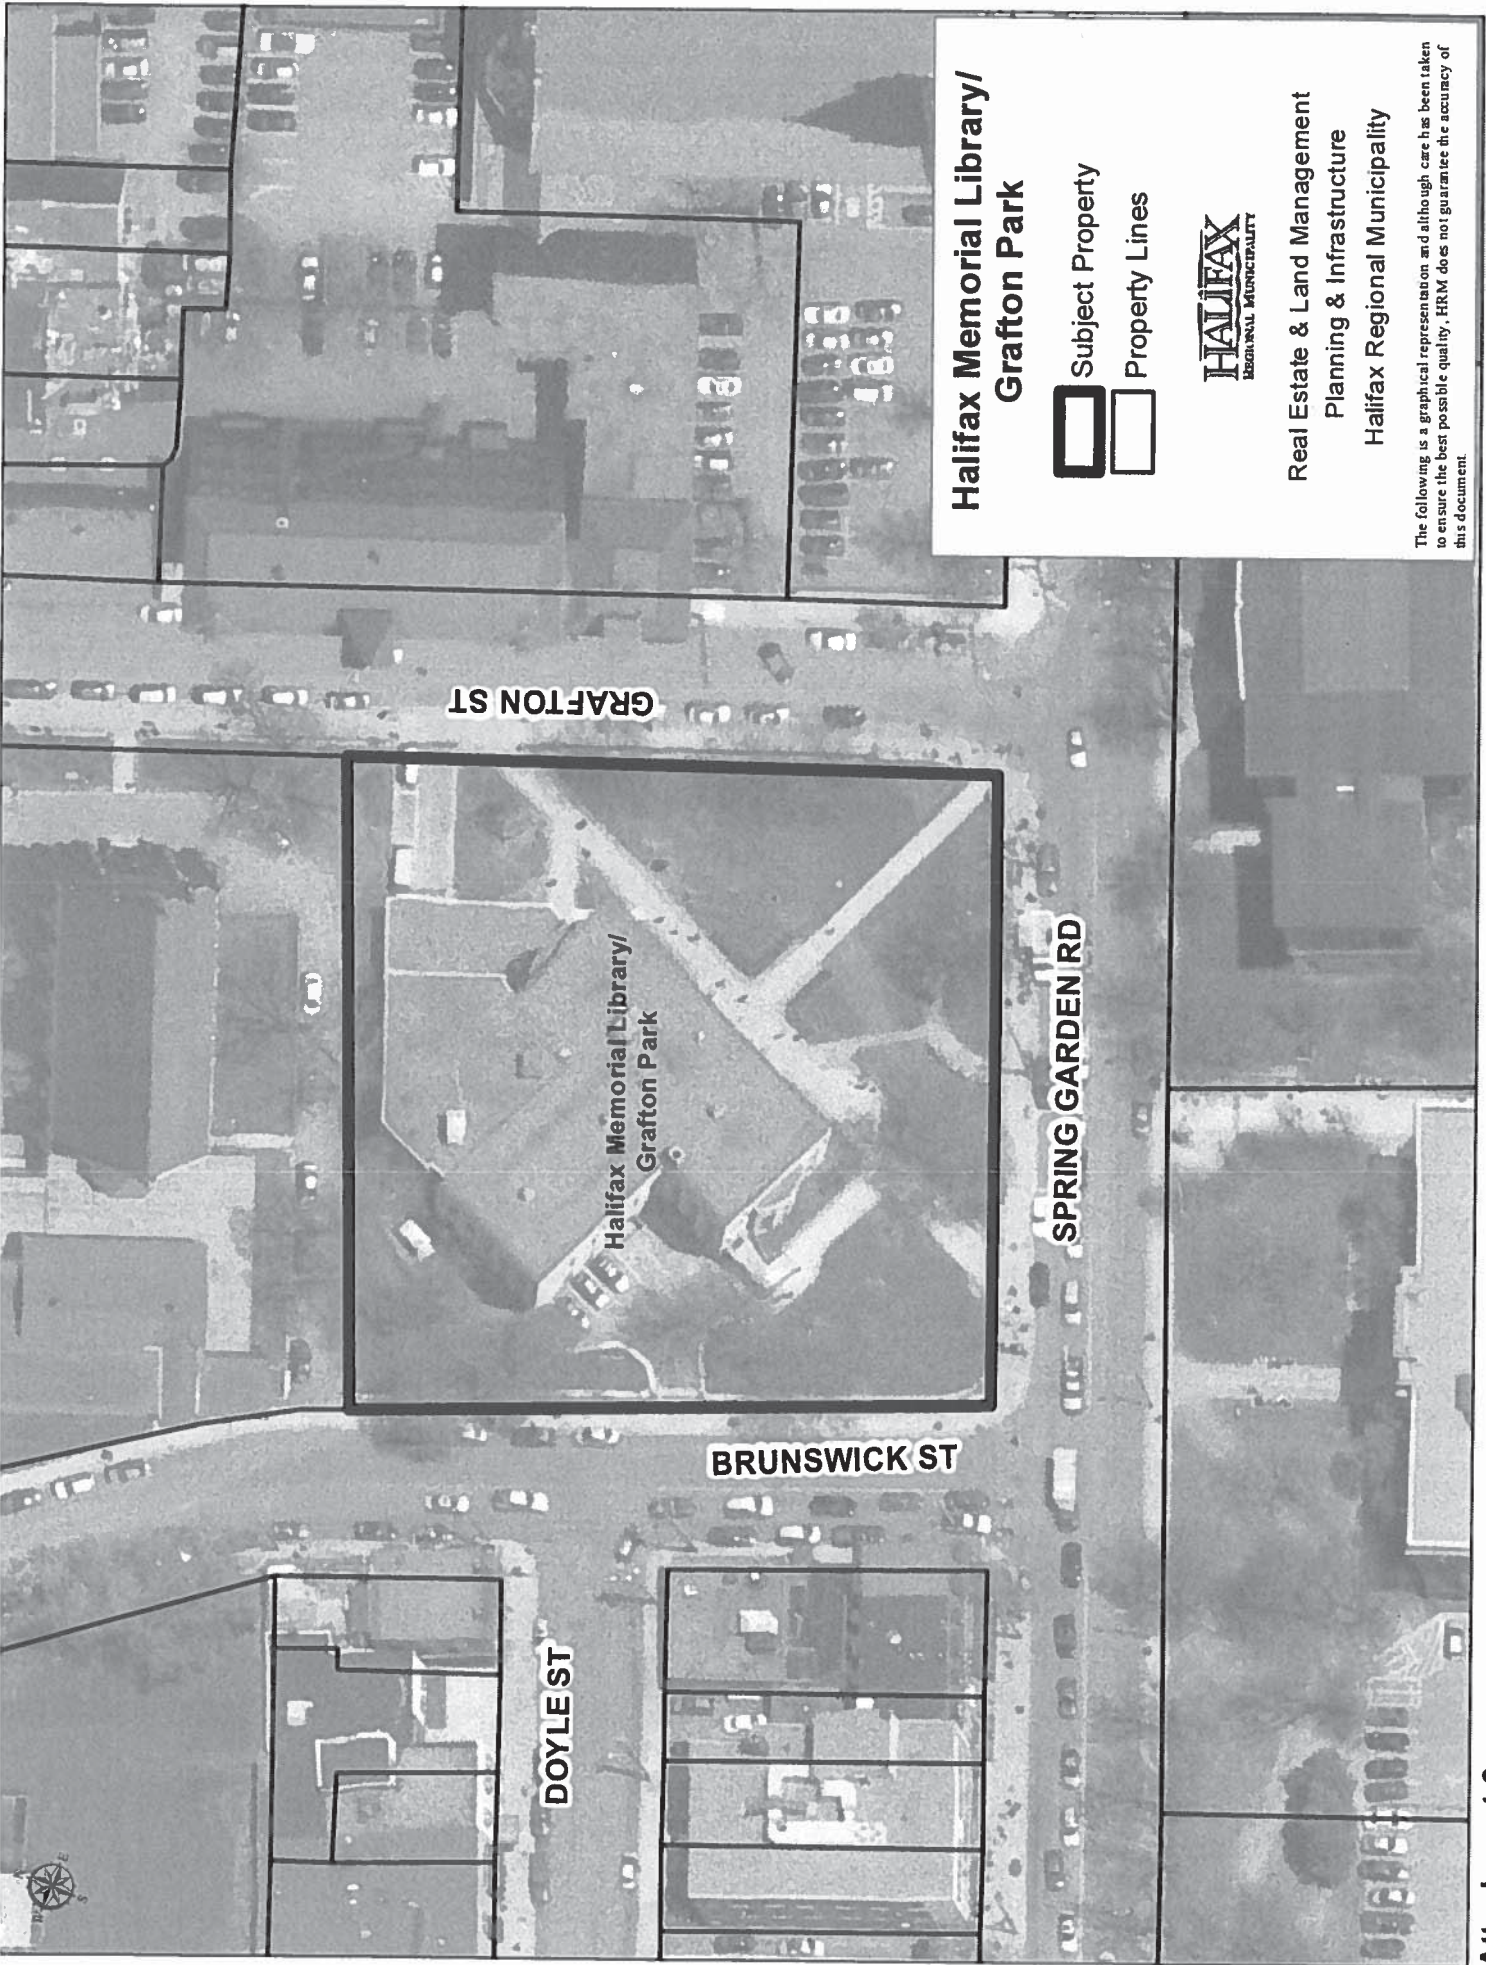 Halifax Memorial Library/
Grafton Park
Subject Property
Property Lines
HALIFAX
REGIONAL MUNICIPALITY
Real Estate & Land Management
Planning & Infrastructure
Halifax Regional Municipality
The following is a graphical representation and although care has been taken
to ensure the best possible quality, HRM does not guarantee the accuracy of
this document.
GRAFTON ST
Halifax Memorial Library/
Grafton Park
SPRING GARDEN RD
BRUNSWICK ST
DOYLE ST
E
S